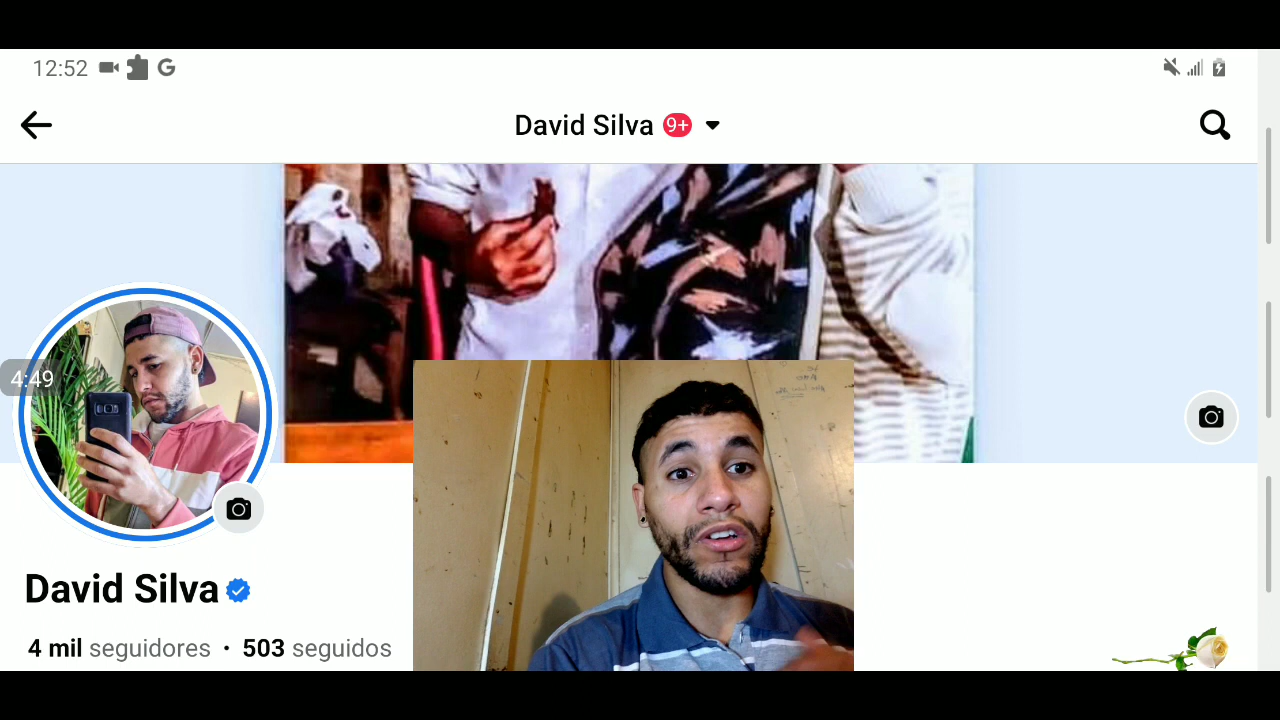 12:52
David Silva 9+
4:49
David Silva
4 mil seguidores • 503 seguidos